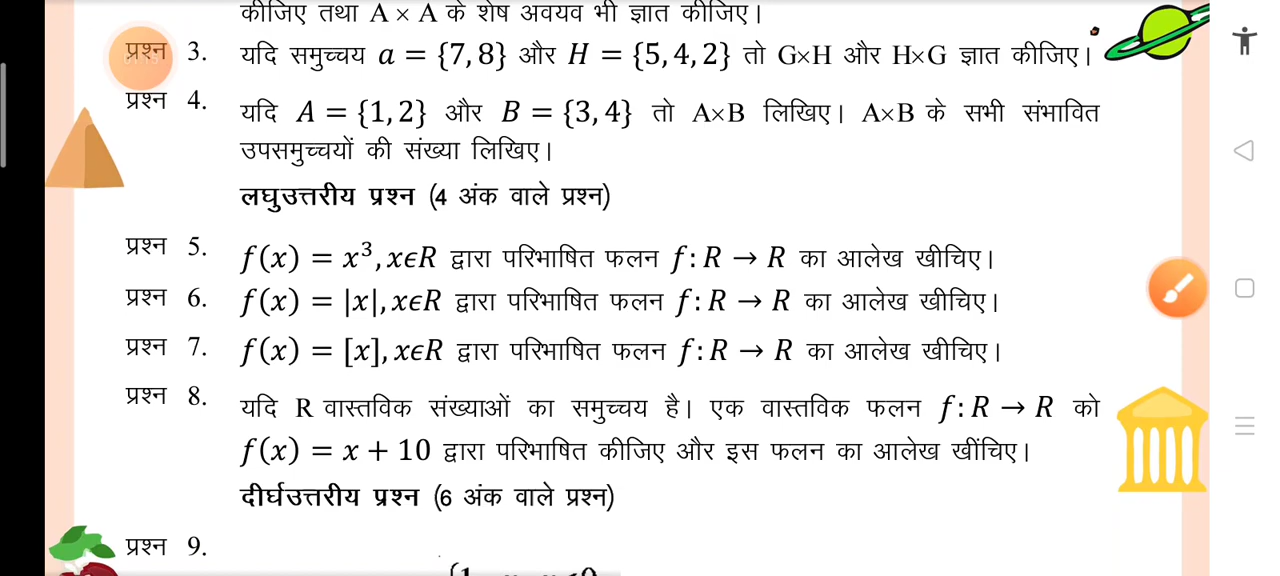 कीजिए तथा A × A के शेष अवयव भी ज्ञात कीजिए।
प्रश्न 3. यदि समुच्चय a = {7, 8} और H = {5, 4, 2} तो G×H और H×G ज्ञात कीजिए।
प्रश्न 4. यदि A = {1, 2} और B = {3, 4} तो A×B लिखिए। A×B के सभी संभावित
उपसमुच्चयों की संख्या लिखिए।
लघुउत्तरीय प्रश्न (4 अंक वाले प्रश्न)
प्रश्न 5. f(x) = x³, xϵR द्वारा परिभाषित फलन f: R → R का आलेख खीचिए।
प्रश्न 6. f(x) = |x|, xϵR द्वारा परिभाषित फलन f: R → R का आलेख खीचिए।
प्रश्न 7. f(x) = [x], xϵR द्वारा परिभाषित फलन f: R → R का आलेख खीचिए।
प्रश्न 8. यदि R वास्तविक संख्याओं का समुच्चय है। एक वास्तविक फलन f: R → R को
f(x) = x + 10 द्वारा परिभाषित कीजिए और इस फलन का आलेख खींचिए।
दीर्घउत्तरीय प्रश्न (6 अंक वाले प्रश्न)
प्रश्न 9.